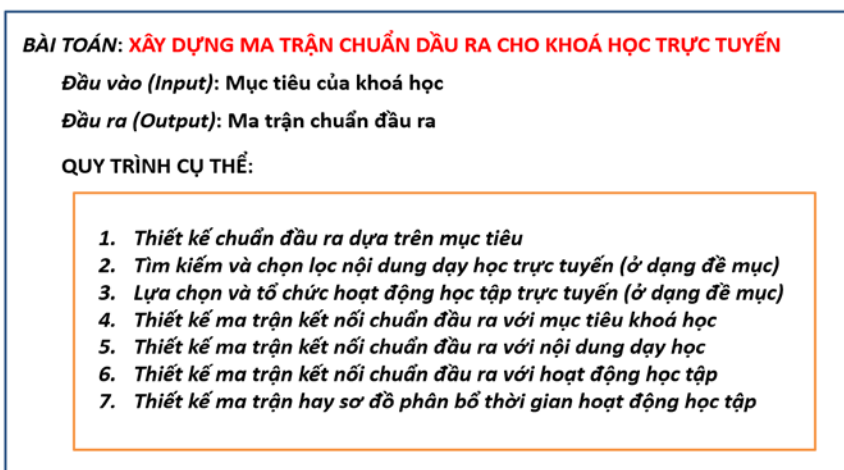 BÀI TOÁN: XÂY DỰNG MA TRẬN CHUẨN DẦU RA CHO KHOÁ HỌC TRỰC TUYẾN
Đầu vào (Input): Mục tiêu của khoá học
Đầu ra (Output): Ma trận chuẩn đầu ra
QUY TRÌNH CỤ THỂ:
1. Thiết kế chuẩn đầu ra dựa trên mục tiêu
2. Tìm kiếm và chọn lọc nội dung dạy học trực tuyến (ở dạng đề mục)
3. Lựa chọn và tổ chức hoạt động học tập trực tuyến (ở dạng đề mục)
4. Thiết kế ma trận kết nối chuẩn đầu ra với mục tiêu khoá học
5. Thiết kế ma trận kết nối chuẩn đầu ra với nội dung dạy học
6. Thiết kế ma trận kết nối chuẩn đầu ra với hoạt động học tập
7. Thiết kế ma trận hay sơ đồ phân bổ thời gian hoạt động học tập